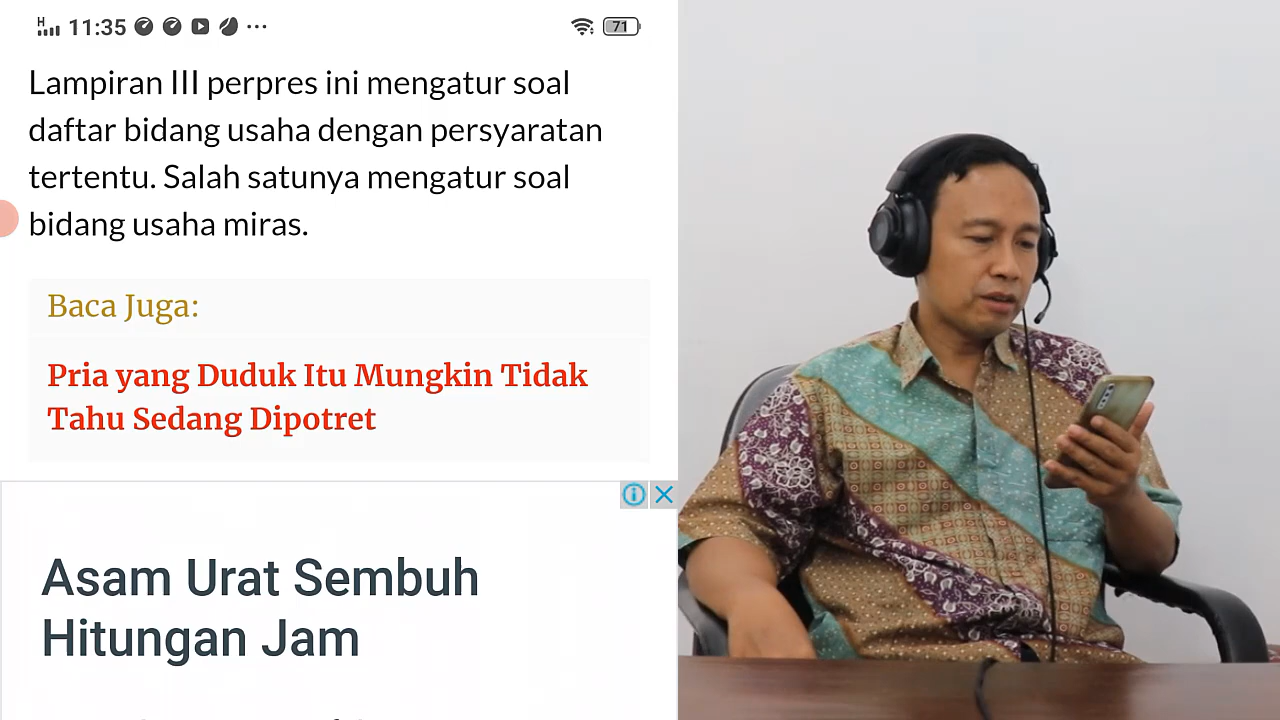 H 11:35 71
Lampiran III perpres ini mengatur soal
daftar bidang usaha dengan persyaratan
tertentu. Salah satunya mengatur soal
bidang usaha miras.
Baca Juga:
Pria yang Duduk Itu Mungkin Tidak
Tahu Sedang Dipotret
Asam Urat Sembuh
Hitungan Jam